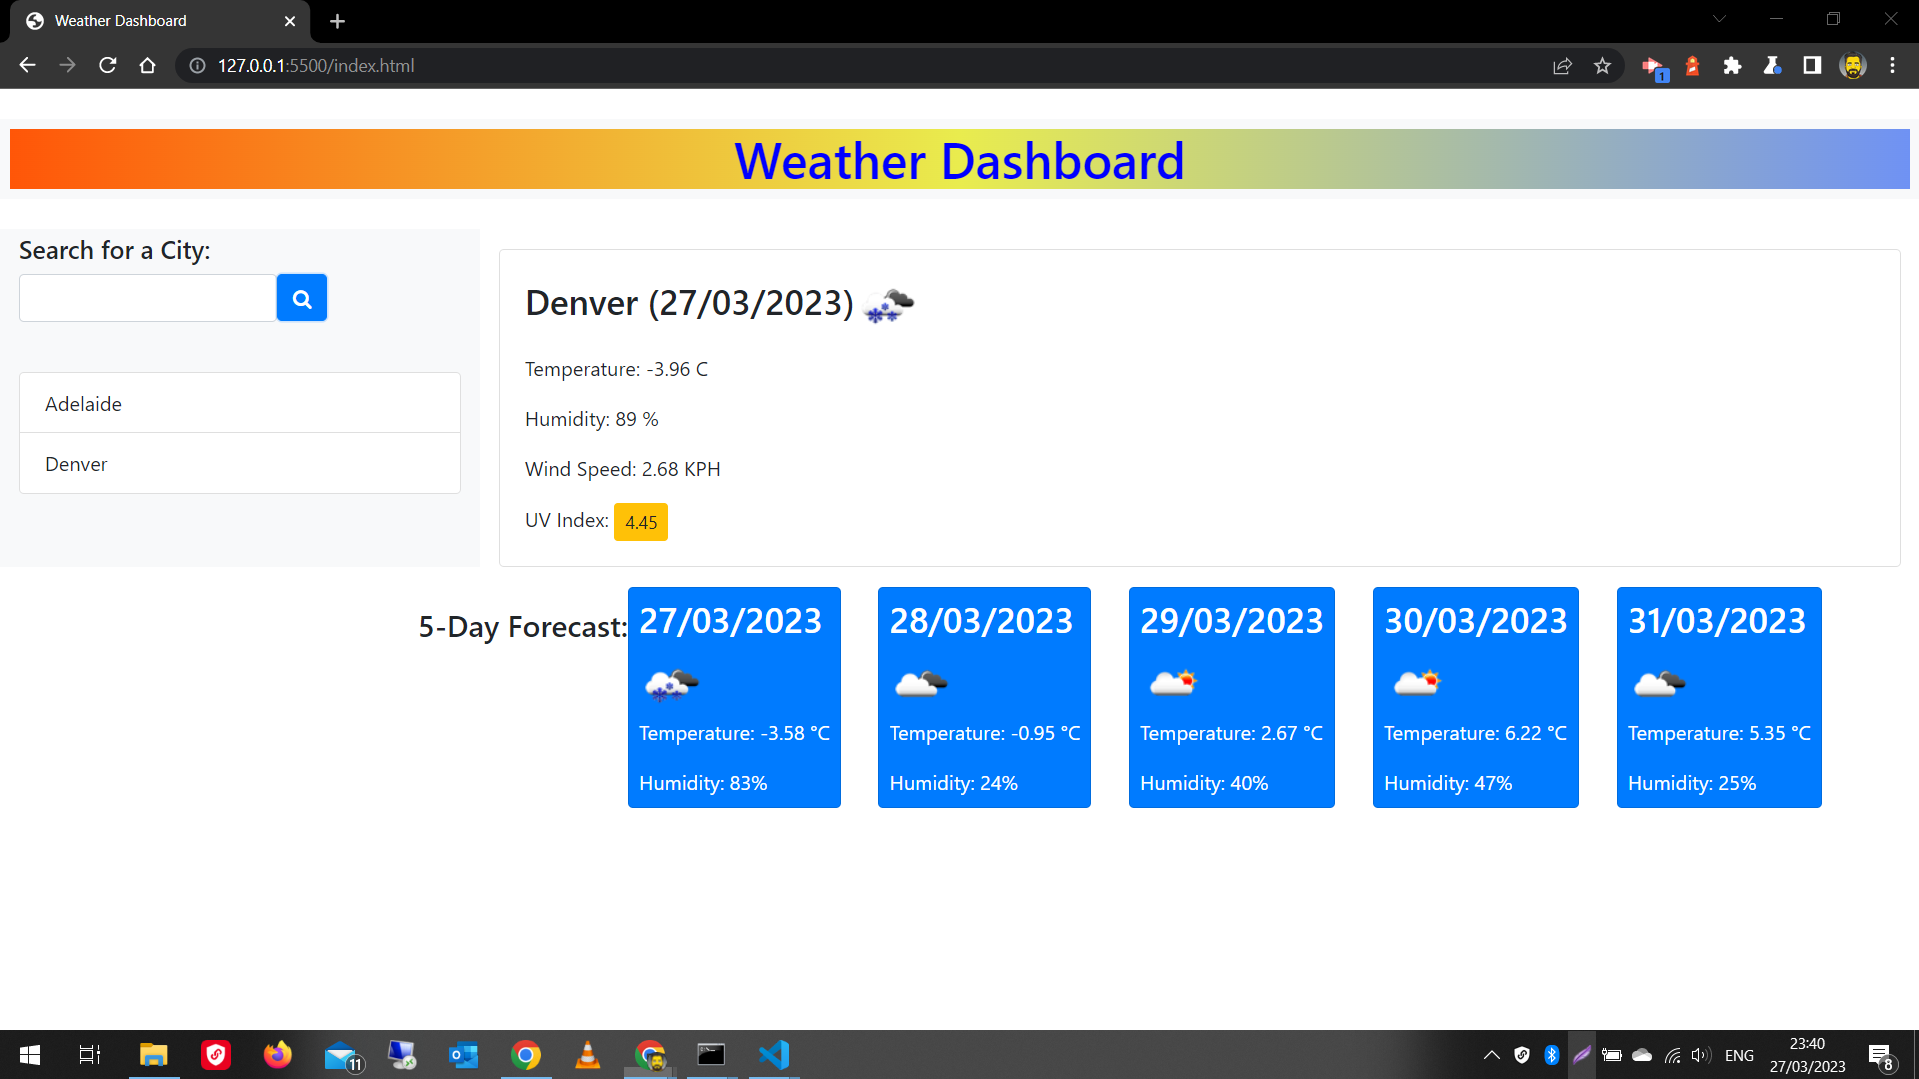 Weather Dashboard
127.0.0.1:5500/index.html
1
Weather Dashboard
Search for a City:
Adelaide
Denver
Denver (27/03/2023)
Temperature: -3.96 C
Humidity: 89 %
Wind Speed: 2.68 KPH
UV Index: 4.45
5-Day Forecast:
27/03/2023
Temperature: -3.58 °C
Humidity: 83%
28/03/2023
Temperature: -0.95 °C
Humidity: 24%
29/03/2023
Temperature: 2.67 °C
Humidity: 40%
30/03/2023
Temperature: 6.22 °C
Humidity: 47%
31/03/2023
Temperature: 5.35 °C
Humidity: 25%
11
ENG
23:40
27/03/2023
8